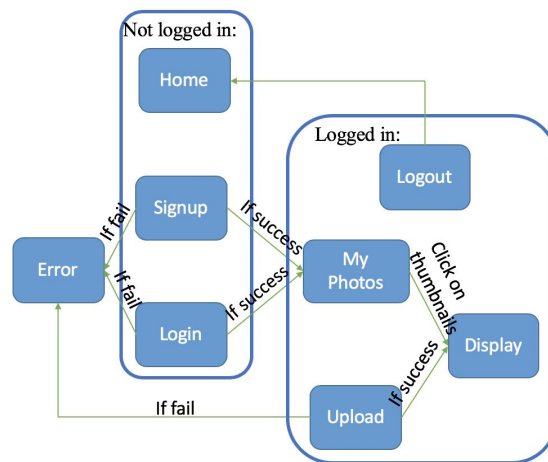 Not logged in:
Home
Logged in:
Logout
Signup
If fail
If success
Error
My
Photos
Click on
thumbnails
If fail
If success
Login
Display
If success
If fail
Upload